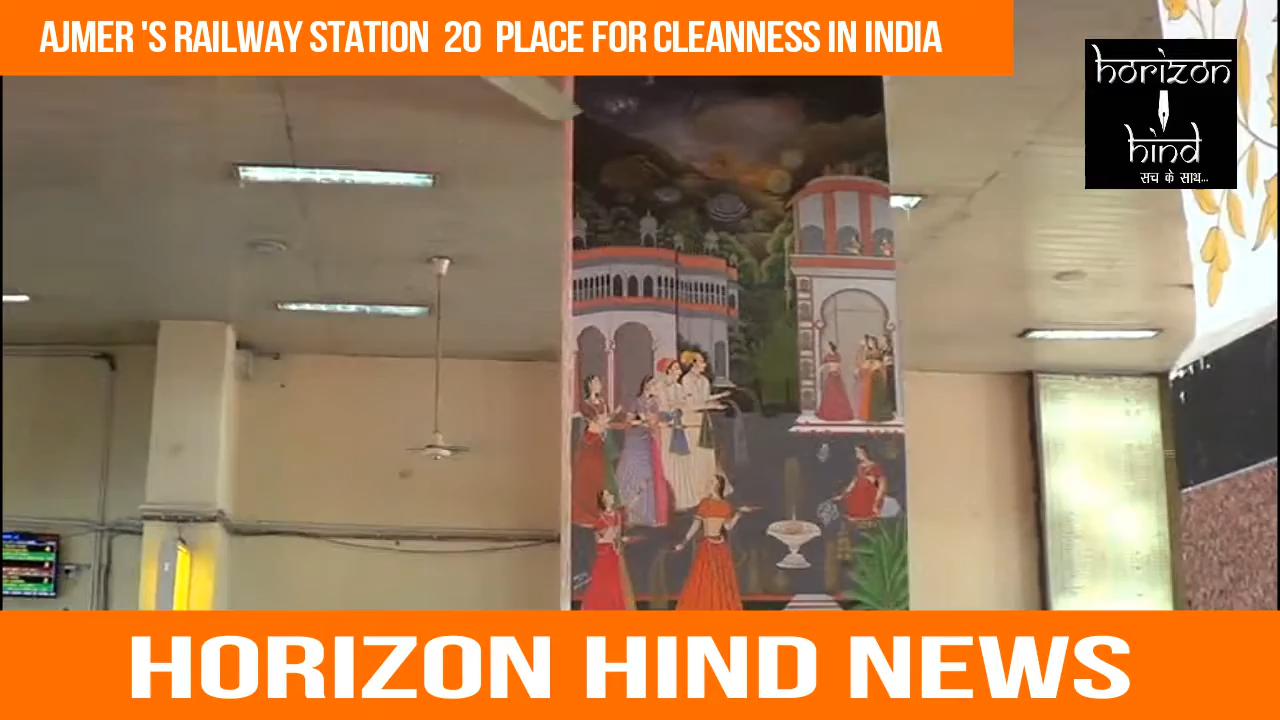 AJMER 'S RAILWAY STATION 20 PLACE FOR CLEANNESS IN INDIA
horizon
hind
सच के साथ...
HORIZON HIND NEWS